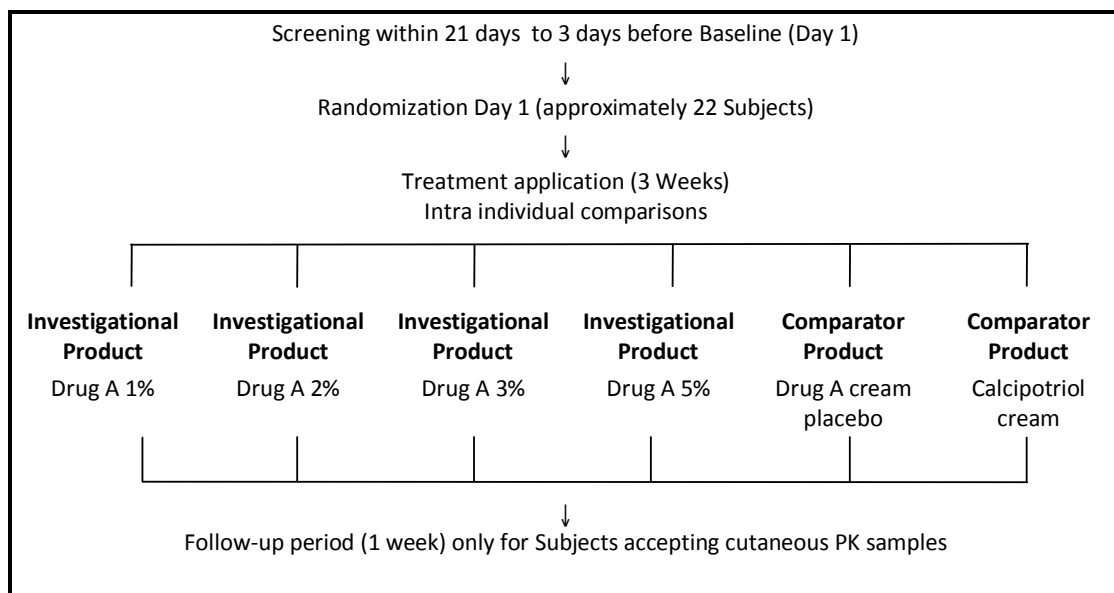 Screening within 21 days to 3 days before Baseline (Day 1)
↓
Randomization Day 1 (approximately 22 Subjects)
↓
Treatment application (3 Weeks)
Intra individual comparisons
Investigational Product
Drug A 1%
Investigational Product
Drug A 2%
Investigational Product
Drug A 3%
Investigational Product
Drug A 5%
Comparator Product
Drug A cream placebo
Comparator Product
Calcipotriol cream
↓
Follow-up period (1 week) only for Subjects accepting cutaneous PK samples